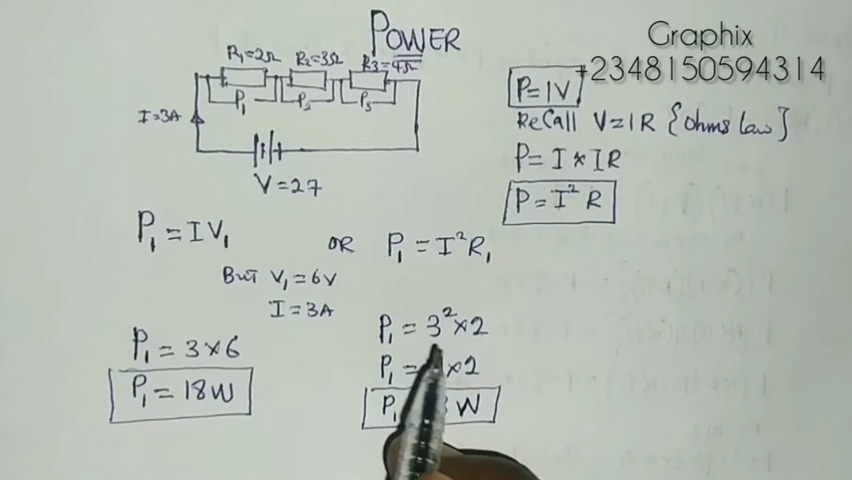 POWER
Graphix
+2348150594314
R1=2Ω R2=3Ω R3=4Ω
P1
I=3A
V=27
P=IV
ReCall V=IR {Ohms law}
P=I×IR
P=I²R
P1=IV1 OR P1=I²R1
But V1=6V
I=3A
P1=3×6
P1=18W
P1=3²×2
P1= ×2
P1 W